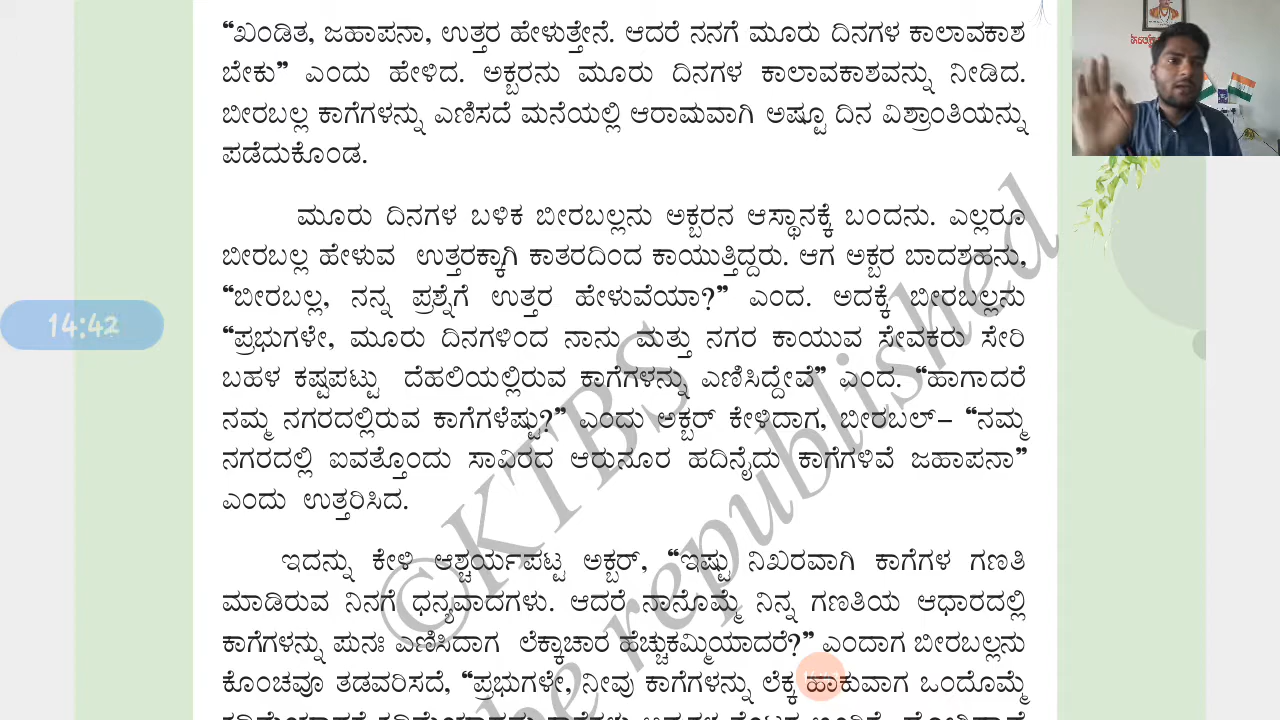 “ಖಂಡಿತ, ಜಹಾಪನಾ, ಉತ್ತರ ಹೇಳುತ್ತೇನೆ. ಆದರೆ ನನಗೆ ಮೂರು ದಿನಗಳ ಕಾಲಾವಕಾಶ
ಬೇಕು” ಎಂದು ಹೇಳಿದ. ಅಕ್ಬರನು ಮೂರು ದಿನಗಳ ಕಾಲಾವಕಾಶವನ್ನು ನೀಡಿದ.
ಬೀರಬಲ್ಲ ಕಾಗೆಗಳನ್ನು ಎಣಿಸದೆ ಮನೆಯಲ್ಲಿ ಆರಾಮವಾಗಿ ಅಷ್ಟೂ ದಿನ ವಿಶ್ರಾಂತಿಯನ್ನು
ಪಡೆದುಕೊಂಡ.
ಮೂರು ದಿನಗಳ ಬಳಿಕ ಬೀರಬಲ್ಲನು ಅಕ್ಬರನ ಆಸ್ಥಾನಕ್ಕೆ ಬಂದನು. ಎಲ್ಲರೂ
ಬೀರಬಲ್ಲ ಹೇಳುವ ಉತ್ತರಕ್ಕಾಗಿ ಕಾತರದಿಂದ ಕಾಯುತ್ತಿದ್ದರು. ಆಗ ಅಕ್ಬರ ಬಾದಶಹನು,
“ಬೀರಬಲ್ಲ, ನನ್ನ ಪ್ರಶ್ನೆಗೆ ಉತ್ತರ ಹೇಳುವೆಯಾ?” ಎಂದ. ಅದಕ್ಕೆ ಬೀರಬಲ್ಲನು
“ಪ್ರಭುಗಳೇ, ಮೂರು ದಿನಗಳಿಂದ ನಾನು ಮತ್ತು ನಗರ ಕಾಯುವ ಸೇವಕರು ಸೇರಿ
ಬಹಳ ಕಷ್ಟಪಟ್ಟು ದೆಹಲಿಯಲ್ಲಿರುವ ಕಾಗೆಗಳನ್ನು ಎಣಿಸಿದ್ದೇವೆ” ಎಂದ. “ಹಾಗಾದರೆ
ನಮ್ಮ ನಗರದಲ್ಲಿರುವ ಕಾಗೆಗಳೆಷ್ಟು?” ಎಂದು ಅಕ್ಬರ್ ಕೇಳಿದಾಗ, ಬೀರಬಲ್– “ನಮ್ಮ
ನಗರದಲ್ಲಿ ಐವತ್ತೊಂದು ಸಾವಿರದ ಆರುನೂರ ಹದಿನೈದು ಕಾಗೆಗಳಿವೆ ಜಹಾಪನಾ”
ಎಂದು ಉತ್ತರಿಸಿದ.
ಇದನ್ನು ಕೇಳಿ ಆಶ್ಚರ್ಯಪಟ್ಟ ಅಕ್ಬರ್, “ಇಷ್ಟು ನಿಖರವಾಗಿ ಕಾಗೆಗಳ ಗಣತಿ
ಮಾಡಿರುವ ನಿನಗೆ ಧನ್ಯವಾದಗಳು. ಆದರೆ ನಾನೊಮ್ಮೆ ನಿನ್ನ ಗಣತಿಯ ಆಧಾರದಲ್ಲಿ
ಕಾಗೆಗಳನ್ನು ಪುನಃ ಎಣಿಸಿದಾಗ ಲೆಕ್ಕಾಚಾರ ಹೆಚ್ಚುಕಮ್ಮಿಯಾದರೆ?” ಎಂದಾಗ ಬೀರಬಲ್ಲನು
ಕೊಂಚವೂ ತಡವರಿಸದೆ, “ಪ್ರಭುಗಳೇ, ನೀವು ಕಾಗೆಗಳನ್ನು ಲೆಕ್ಕ ಹಾಕುವಾಗ ಒಂದೊಮ್ಮೆ
14:42
©KTBS
be republished